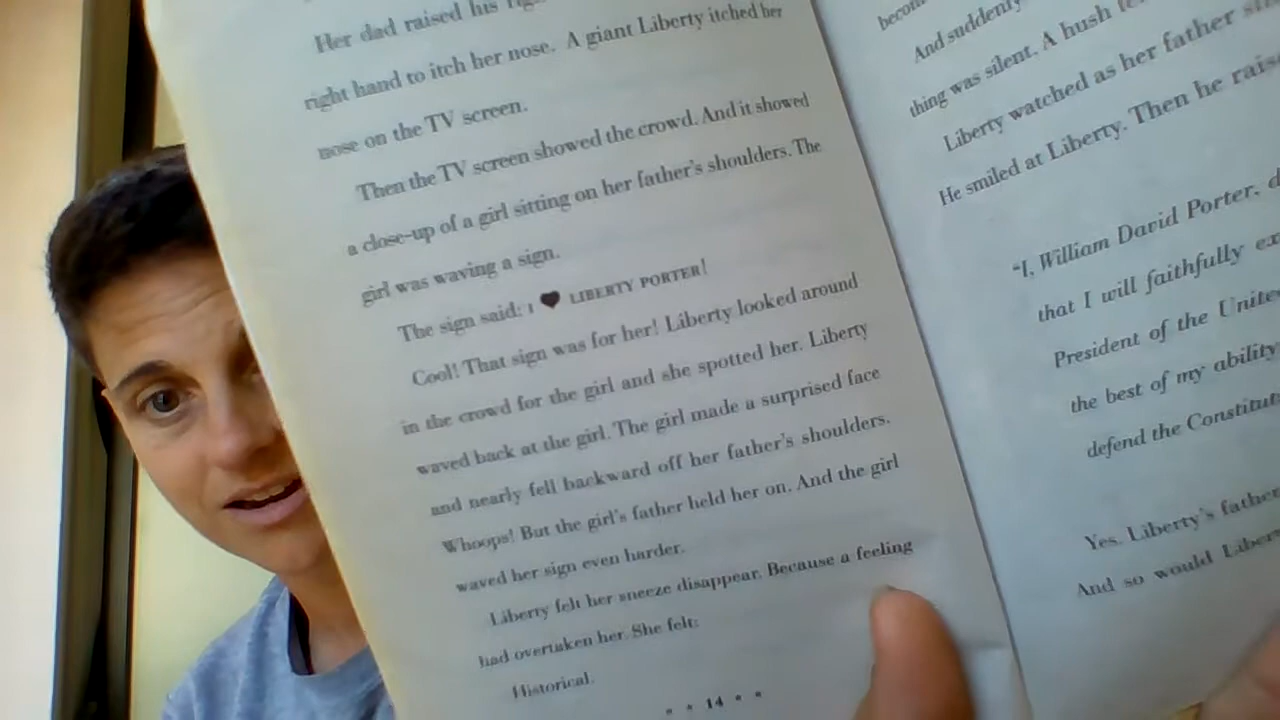 Her dad raised his
right hand to itch her nose. A giant Liberty itched her
nose on the TV screen.
Then the TV screen showed the crowd. And it showed
a close-up of a girl sitting on her father's shoulders. The
girl was waving a sign.
The sign said: I ♥ LIBERTY PORTER!
Cool! That sign was for her! Liberty looked around
in the crowd for the girl and she spotted her. Liberty
waved back at the girl. The girl made a surprised face
and nearly fell backward off her father's shoulders.
Whoops! But the girl's father held her on. And the girl
waved her sign even harder.
Liberty felt her sneeze disappear. Because a feeling
had overtaken her. She felt:
Historical.
* * 14 * *
And suddenly
thing was silent. A hush
Liberty watched as her father
He smiled at Liberty. Then he
"I, William David Porter,
that I will faithfully
President of the
the best of my ability
defend the
Yes. Liberty's father
And so would